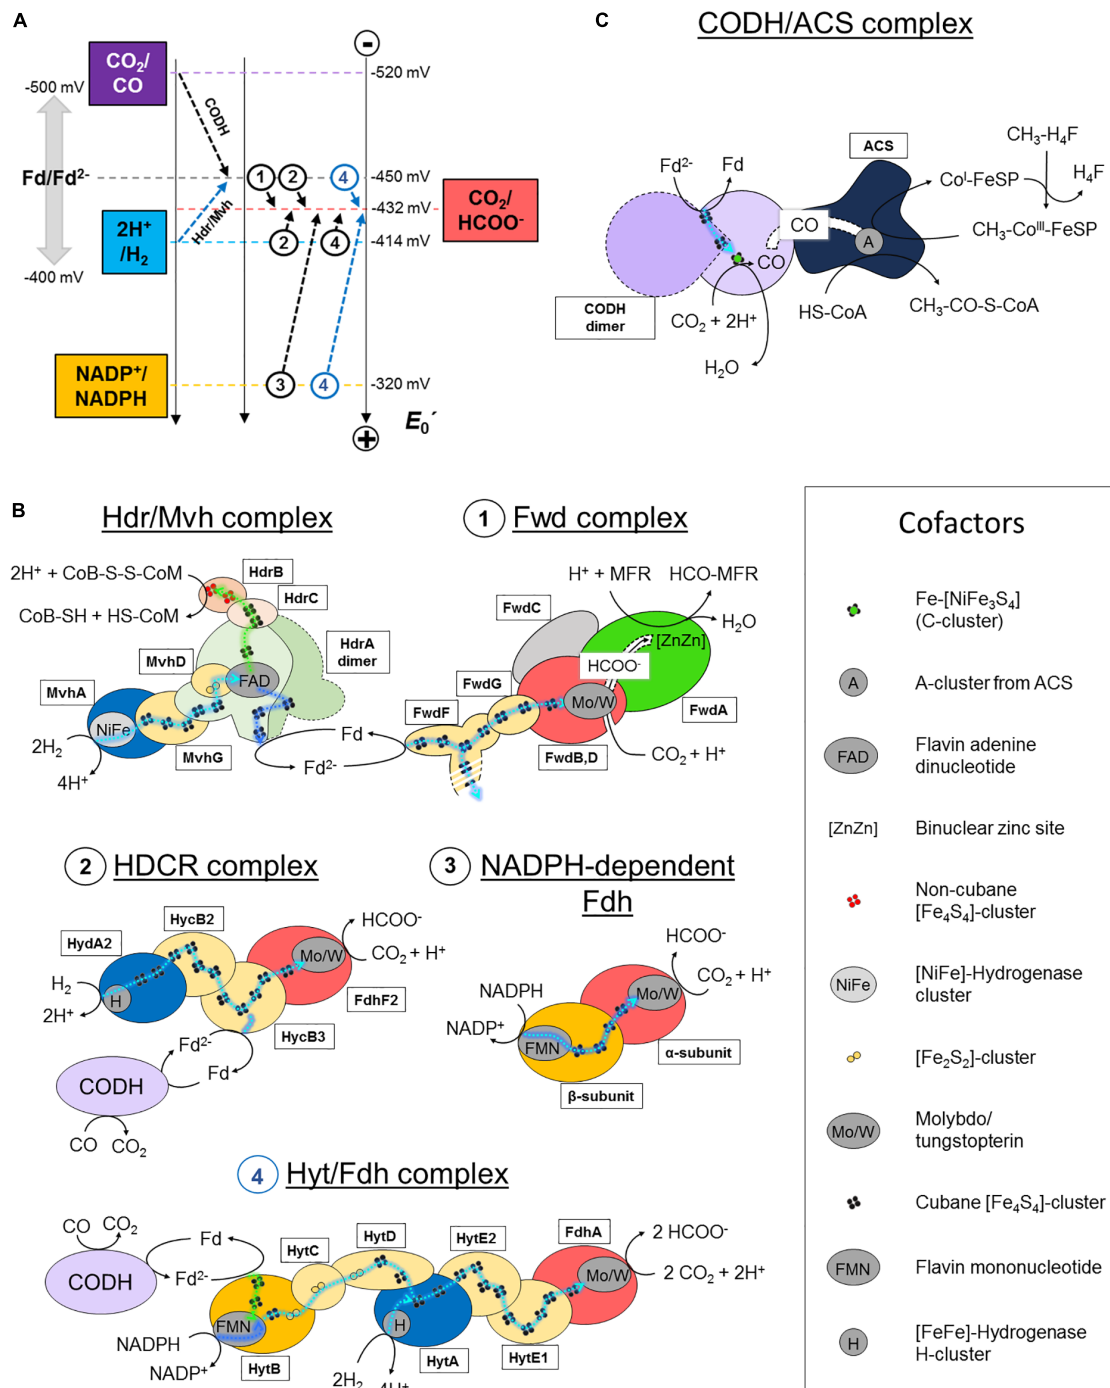 A
CO₂/
CO
-500 mV
Fd/Fd²⁻
2H⁺
/H₂
-400 mV
NADP⁺/
NADPH
CODH
Hdr/Mvh
1
2
4
2
4
3
4
-
-520 mV
-450 mV
-432 mV
-414 mV
-320 mV
+
E₀´
CO₂/
HCOO⁻
C
CODH/ACS complex
ACS
Fd²⁻
Fd
CO
CO
A
CODH
dimer
CO₂ + 2H⁺
H₂O
HS-CoA
CH₃-CO-S-CoA
CH₃-H₄F
H₄F
Coᴵ-FeSP
CH₃-Coᴵᴵᴵ-FeSP
B
Hdr/Mvh complex
2H⁺ + CoB-S-S-CoM
CoB-SH + HS-CoM
HdrB
HdrC
HdrA
dimer
MvhD
MvhA
MvhG
FAD
NiFe
2H₂
4H⁺
Fd
Fd²⁻
1
Fwd complex
H⁺ + MFR
HCO-MFR
H₂O
FwdC
[ZnZn]
HCOO⁻
FwdG
FwdF
Mo/W
FwdA
FwdB,D
CO₂ + H⁺
2
HDCR complex
HycB2
HydA2
H₂
2H⁺
H
Mo/W
HCOO⁻
CO₂ + H⁺
FdhF2
HycB3
Fd²⁻
Fd
CODH
CO
CO₂
3
NADPH-dependent
Fdh
HCOO⁻
CO₂ + H⁺
NADPH
NADP⁺
Mo/W
FMN
α-subunit
β-subunit
4
Hyt/Fdh complex
CO
CO₂
CODH
Fd
Fd²⁻
HytC
HytD
HytE2
FdhA
2 HCOO⁻
2 CO₂ + 2H⁺
Mo/W
FMN
H
NADPH
NADP⁺
HytB
2H₂
4H⁺
HytA
HytE1
Cofactors
Fe-[NiFe₃S₄]
(C-cluster)
A
A-cluster from ACS
FAD
Flavin adenine
dinucleotide
[ZnZn]
Binuclear zinc site
Non-cubane
[Fe₄S₄]-cluster
NiFe
[NiFe]-Hydrogenase
cluster
[Fe₂S₂]-cluster
Mo/W
Molybdo/
tungstopterin
Cubane [Fe₄S₄]-cluster
FMN
Flavin mononucleotide
H
[FeFe]-Hydrogenase
H-cluster